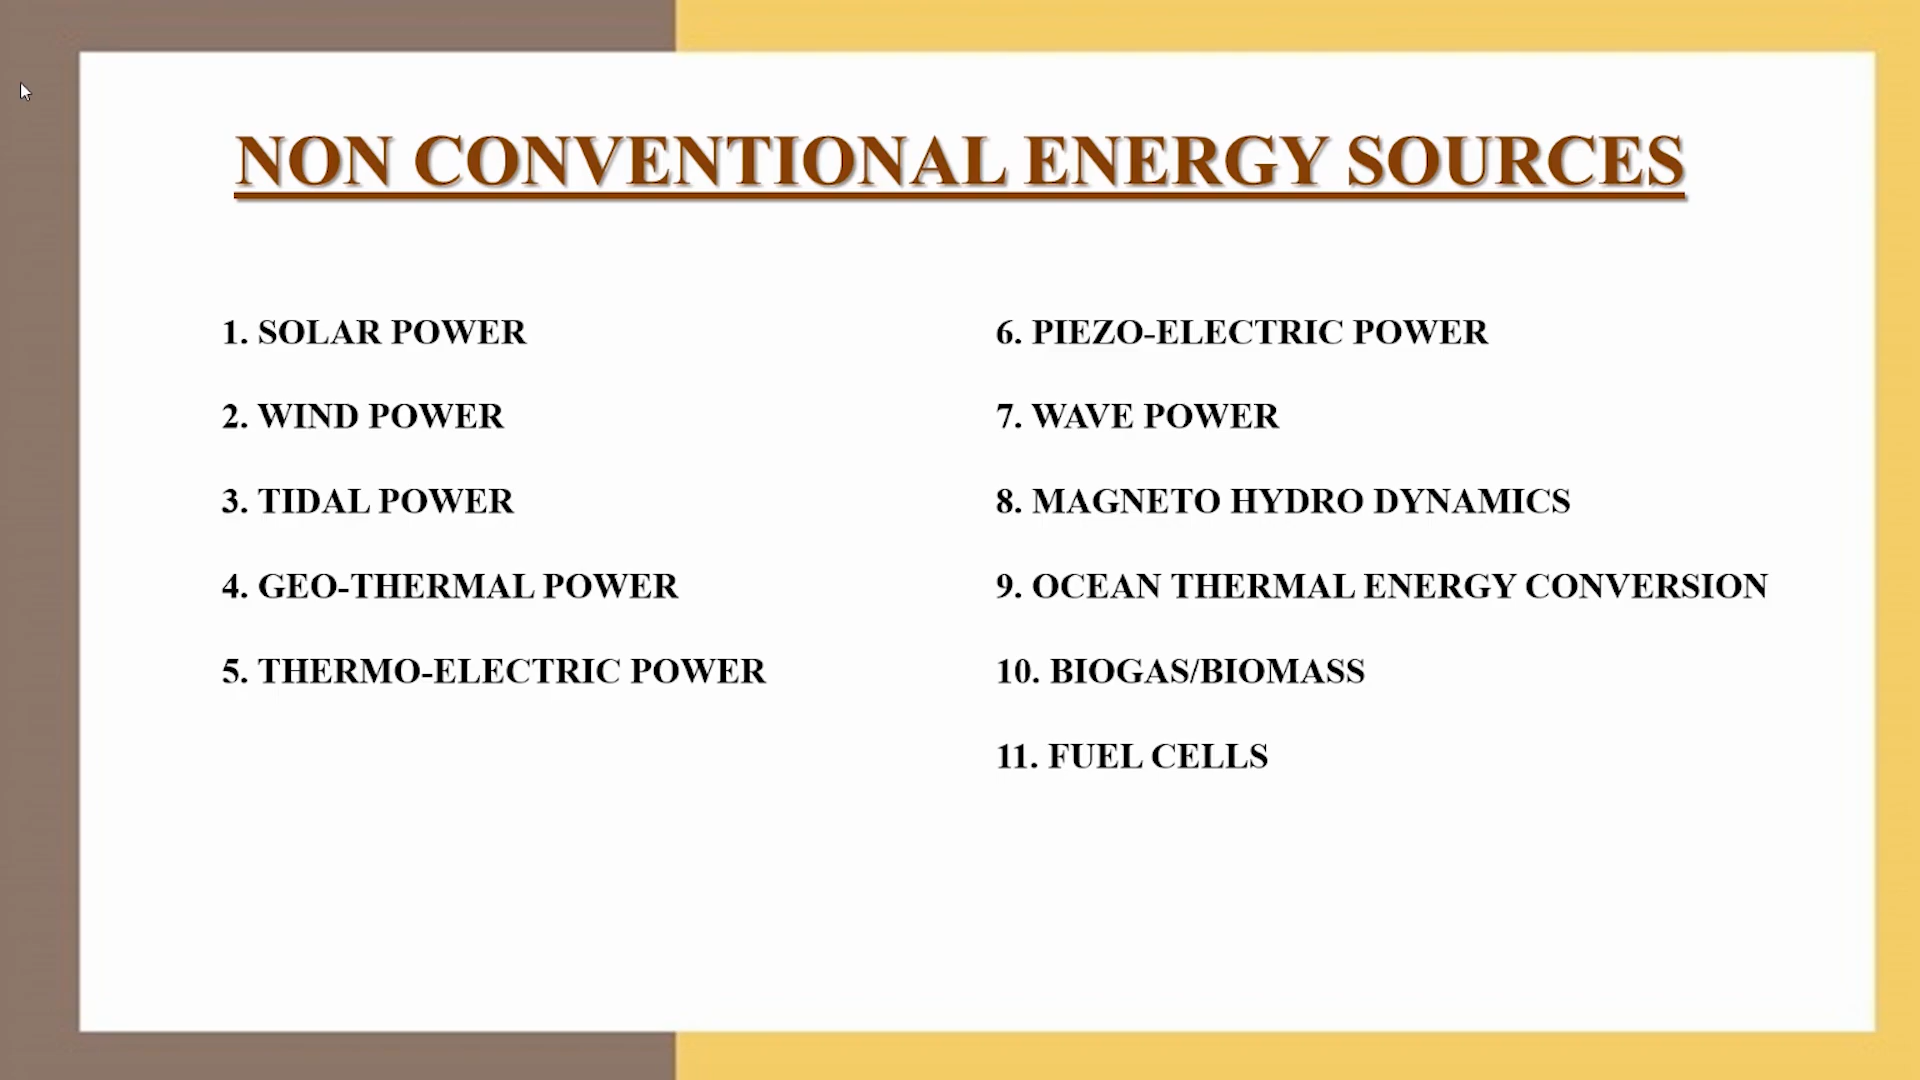 NON CONVENTIONAL ENERGY SOURCES
1. SOLAR POWER
2. WIND POWER
3. TIDAL POWER
4. GEO-THERMAL POWER
5. THERMO-ELECTRIC POWER
6. PIEZO-ELECTRIC POWER
7. WAVE POWER
8. MAGNETO HYDRO DYNAMICS
9. OCEAN THERMAL ENERGY CONVERSION
10. BIOGAS/BIOMASS
11. FUEL CELLS